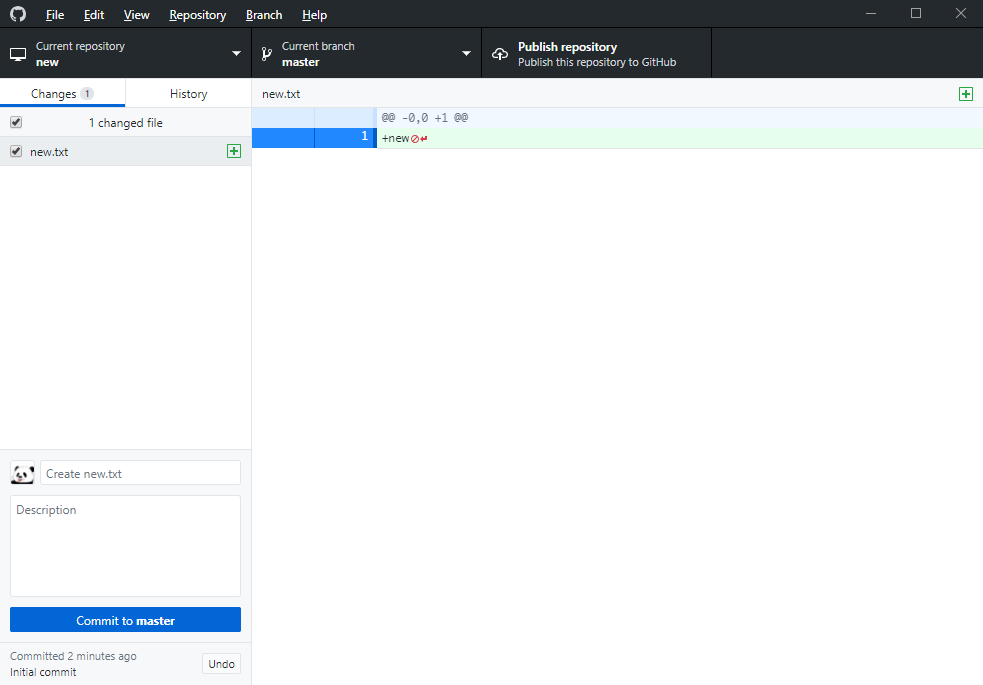 File Edit View Repository Branch Help
Current repository
new
Current branch
master
Publish repository
Publish this repository to GitHub
Changes 1 History
new.txt
1 changed file
new.txt
@@ -0,0 +1 @@
1 +new
Create new.txt
Description
Commit to master
Committed 2 minutes ago
Initial commit
Undo